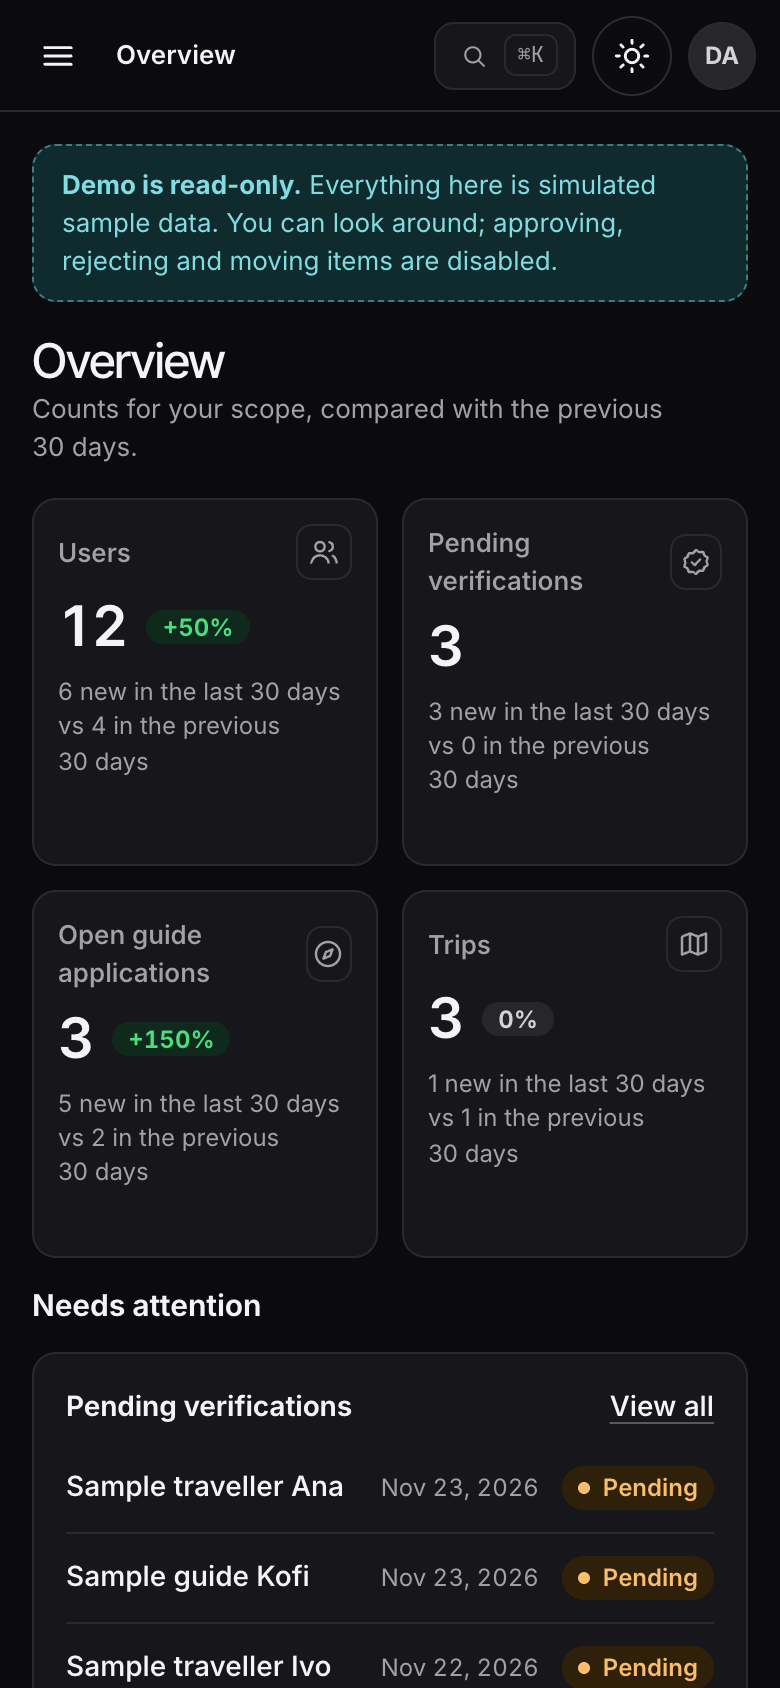 Overview
⌘K
DA
Demo is read-only. Everything here is simulated
sample data. You can look around; approving,
rejecting and moving items are disabled.
Overview
Counts for your scope, compared with the previous
30 days.
Users
12 +50%
6 new in the last 30 days
vs 4 in the previous
30 days
Pending
verifications
3
3 new in the last 30 days
vs 0 in the previous
30 days
Open guide
applications
3 +150%
5 new in the last 30 days
vs 2 in the previous
30 days
Trips
3 0%
1 new in the last 30 days
vs 1 in the previous
30 days
Needs attention
Pending verifications View all
Sample traveller Ana Nov 23, 2026 Pending
Sample guide Kofi Nov 23, 2026 Pending
Sample traveller Ivo Nov 22, 2026 Pending